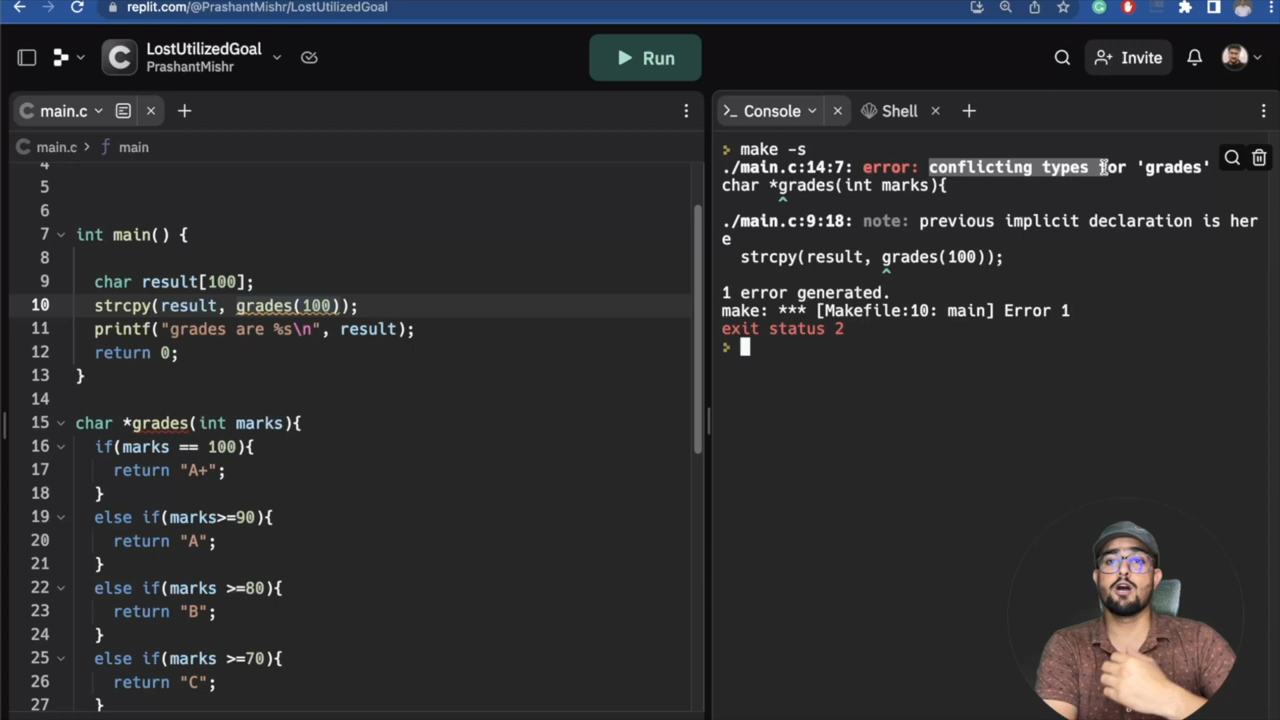 replit.com/@PrashantMishr/LostUtilizedGoal
LostUtilizedGoal
PrashantMishr
Run
Invite
main.c
Console
Shell
main.c > f main
4
5
6
7 int main() {
8
9 char result[100];
10 strcpy(result, grades(100));
11 printf("grades are %s\n", result);
12 return 0;
13 }
14
15 char *grades(int marks){
16 if(marks == 100){
17 return "A+";
18 }
19 else if(marks>=90){
20 return "A";
21 }
22 else if(marks >=80){
23 return "B";
24 }
25 else if(marks >=70){
26 return "C";
27 }
make -s
./main.c:14:7: error: conflicting types for 'grades'
char *grades(int marks){
^
./main.c:9:18: note: previous implicit declaration is her
e
strcpy(result, grades(100));
^
1 error generated.
make: *** [Makefile:10: main] Error 1
exit status 2